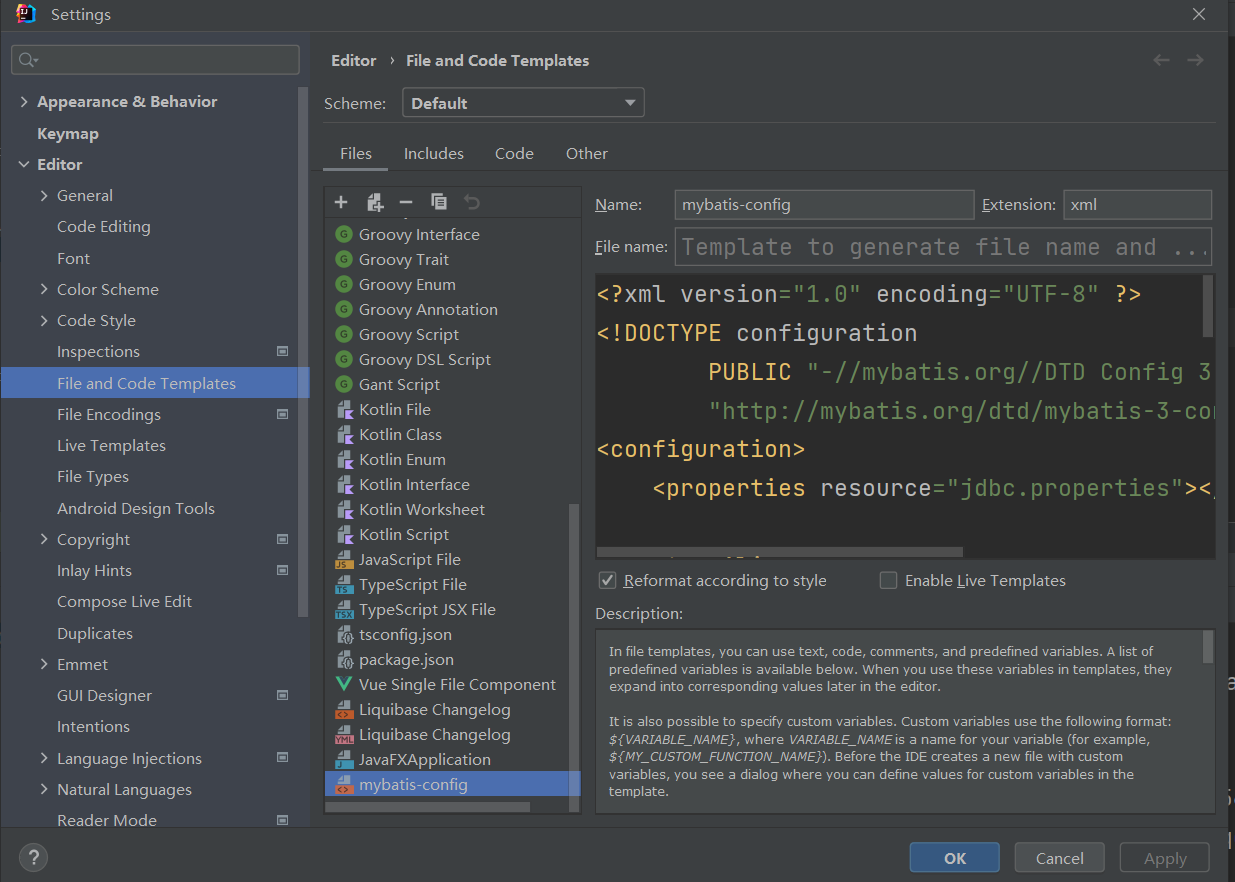 Settings
Appearance & Behavior
Keymap
Editor
General
Code Editing
Font
Color Scheme
Code Style
Inspections
File and Code Templates
File Encodings
Live Templates
File Types
Android Design Tools
Copyright
Inlay Hints
Compose Live Edit
Duplicates
Emmet
GUI Designer
Intentions
Language Injections
Natural Languages
Reader Mode
?
Editor › File and Code Templates
Scheme: Default
Files Includes Code Other
Groovy Interface
Groovy Trait
Groovy Enum
Groovy Annotation
Groovy Script
Groovy DSL Script
Gant Script
Kotlin File
Kotlin Class
Kotlin Enum
Kotlin Interface
Kotlin Worksheet
Kotlin Script
JavaScript File
TypeScript File
TypeScript JSX File
tsconfig.json
package.json
Vue Single File Component
Liquibase Changelog
Liquibase Changelog
JavaFXApplication
mybatis-config
Name: mybatis-config Extension: xml
File name: Template to generate file name and ...
<?xml version="1.0" encoding="UTF-8" ?>
<!DOCTYPE configuration
PUBLIC "-//mybatis.org//DTD Config 3
"http://mybatis.org/dtd/mybatis-3-con
<configuration>
<properties resource="jdbc.properties"><
Reformat according to style Enable Live Templates
Description:
In file templates, you can use text, code, comments, and predefined variables. A list of
predefined variables is available below. When you use these variables in templates, they
expand into corresponding values later in the editor.
It is also possible to specify custom variables. Custom variables use the following format:
${VARIABLE_NAME}, where VARIABLE_NAME is a name for your variable (for example,
${MY_CUSTOM_FUNCTION_NAME}). Before the IDE creates a new file with custom
variables, you see a dialog where you can define values for custom variables in the
template.
OK Cancel Apply